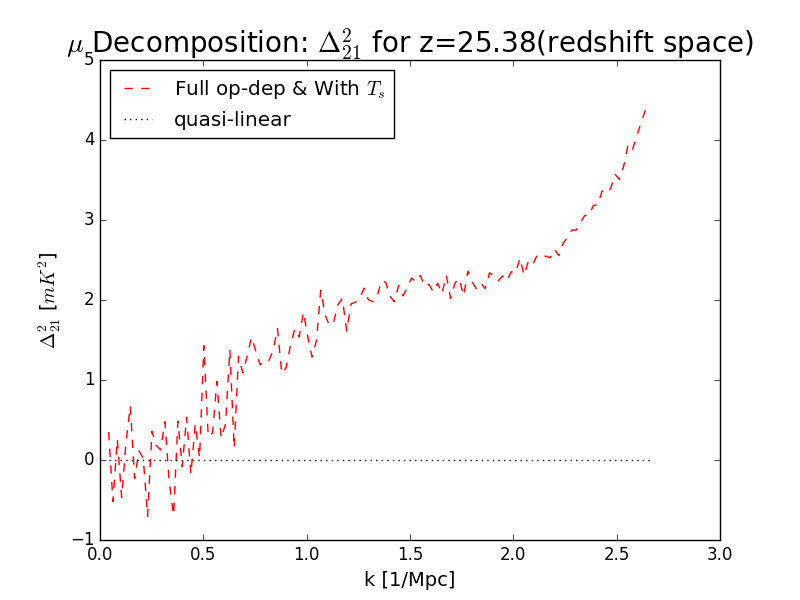 μ Decomposition: Δ²₂₁ for z=25.38(redshift space)
Full op-dep & With Tₛ
quasi-linear
Δ²₂₁ [mK²]
5
4
3
2
1
0
−1
0.0 0.5 1.0 1.5 2.0 2.5 3.0
k [1/Mpc]